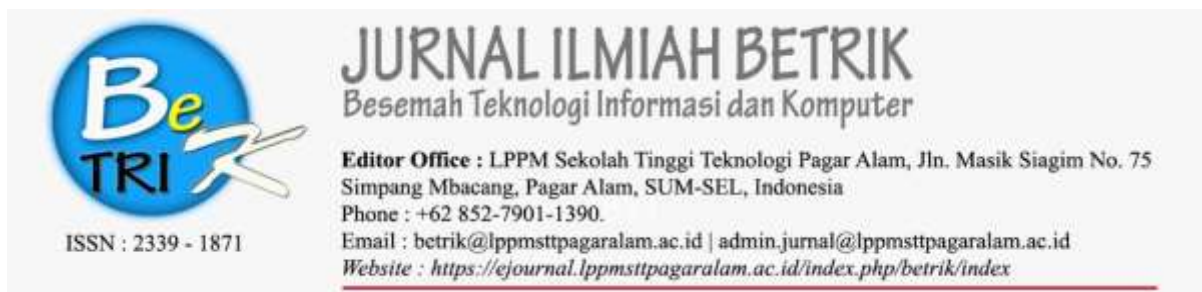 Be
TRI
K
ISSN : 2339 - 1871
JURNAL ILMIAH BETRIK
Besemah Teknologi Informasi dan Komputer
Editor Office : LPPM Sekolah Tinggi Teknologi Pagar Alam, Jln. Masik Siagim No. 75
Simpang Mbacang, Pagar Alam, SUM-SEL, Indonesia
Phone : +62 852-7901-1390.
Email : betrik@lppmsttpagaralam.ac.id | admin.jurnal@lppmsttpagaralam.ac.id
Website : https://ejournal.lppmsttpagaralam.ac.id/index.php/betrik/index